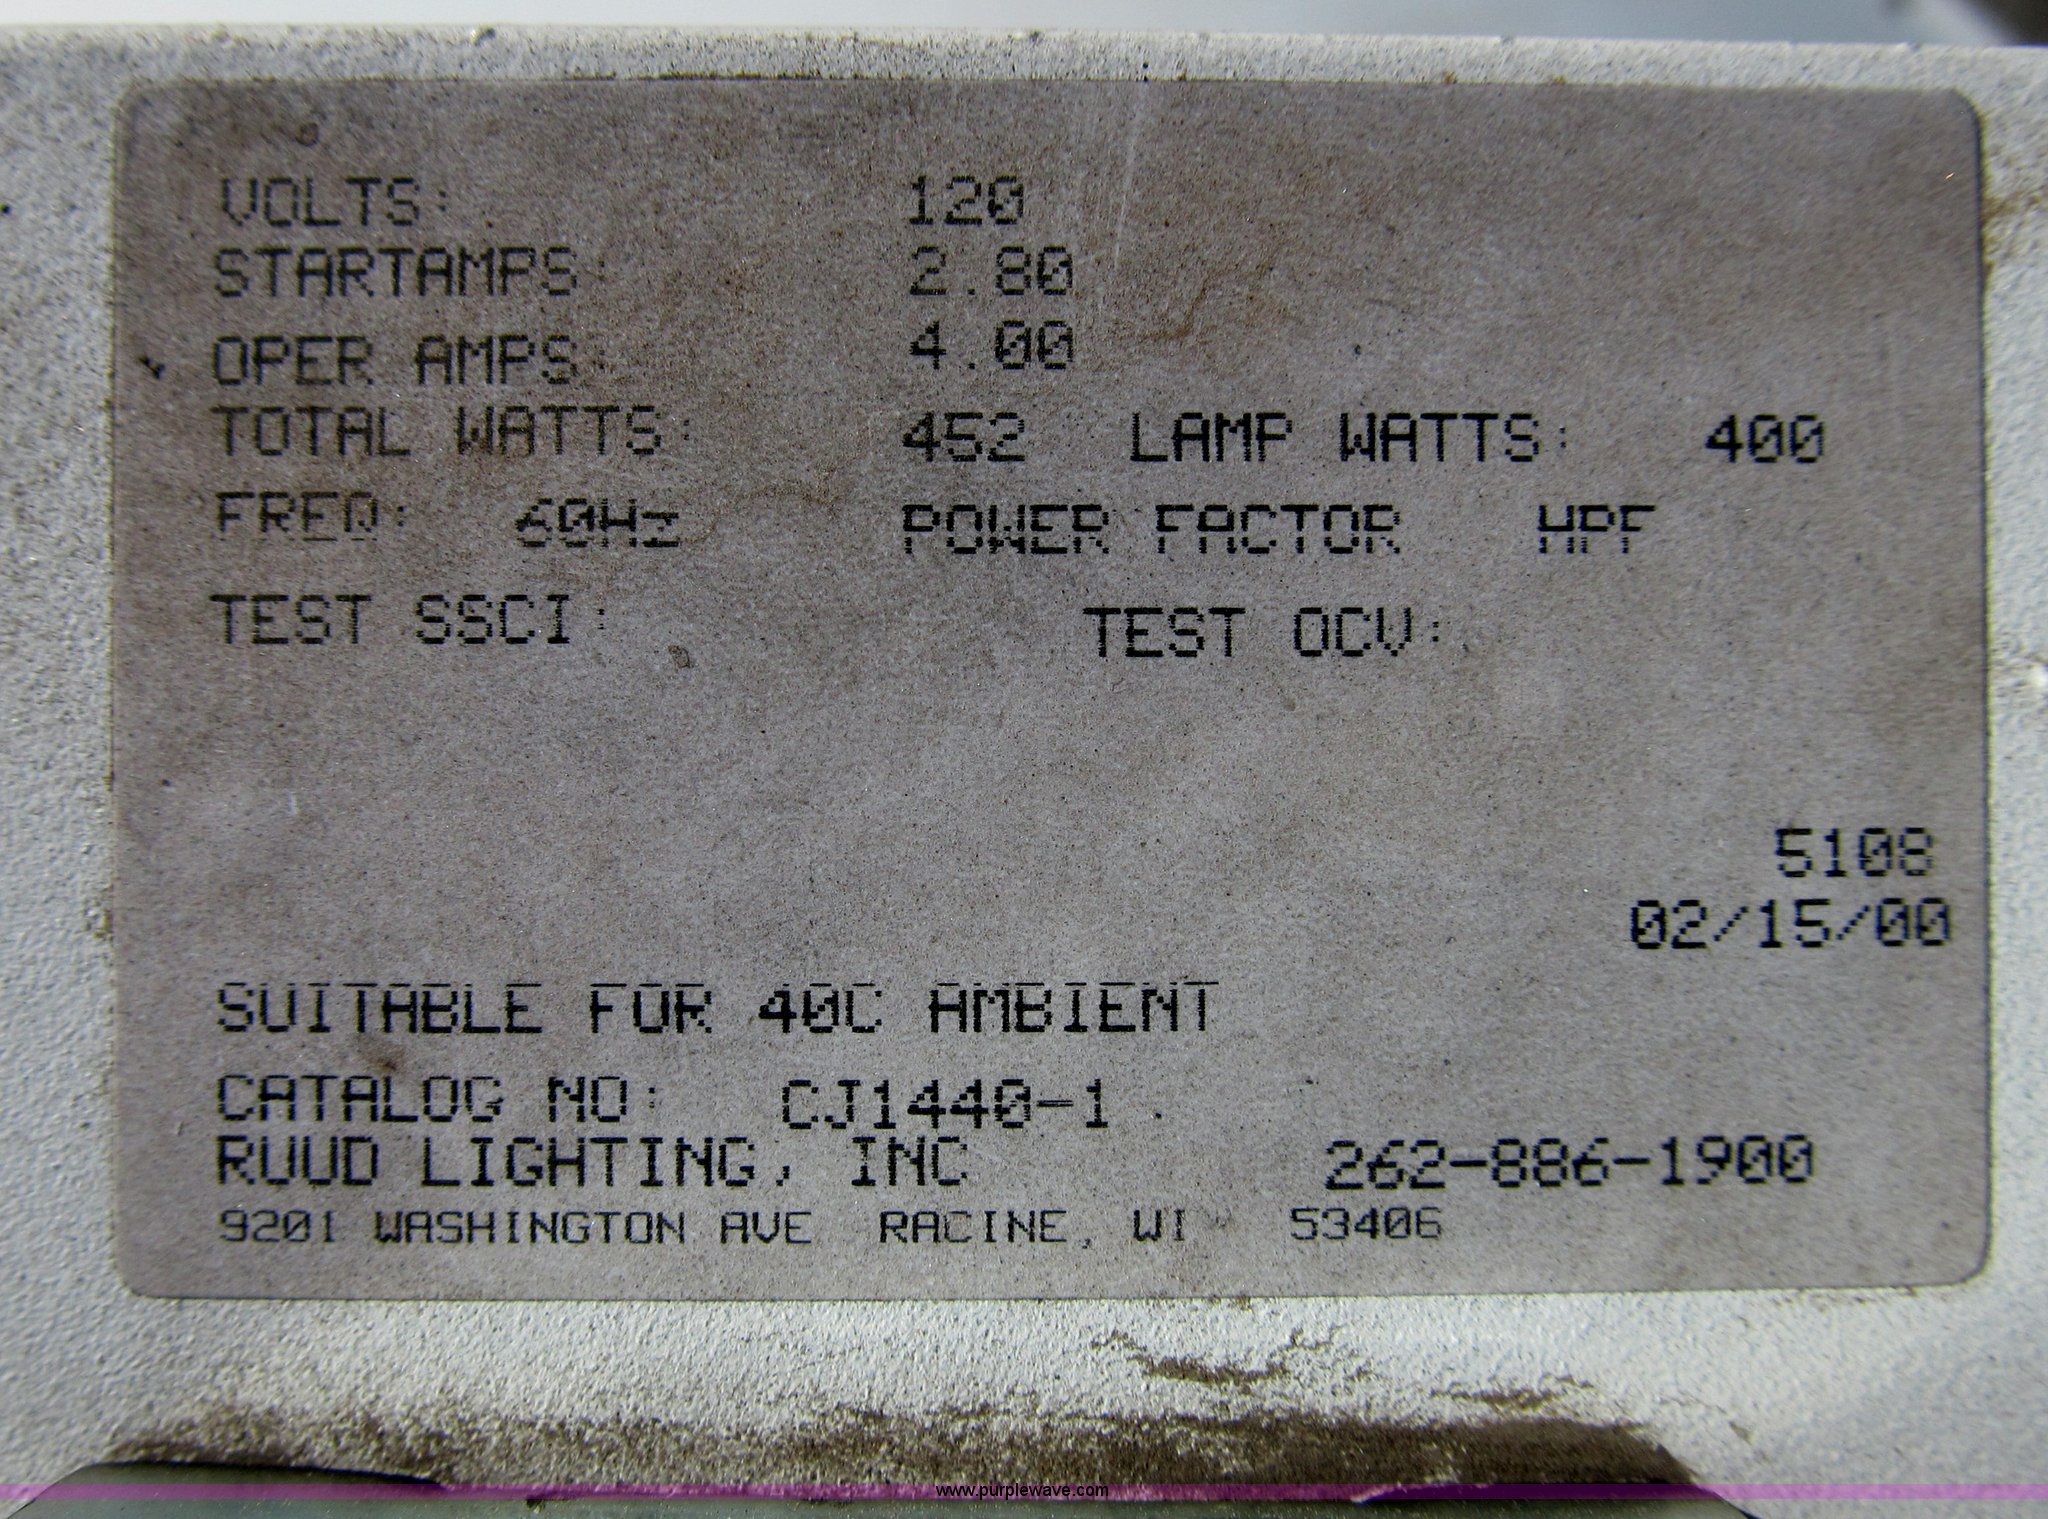 VOLTS: 120
STARTAMPS: 2.80
OPER AMPS: 4.00
TOTAL WATTS: 452 LAMP WATTS: 400
FREQ: 60Hz POWER FACTOR HPF
TEST SSCI: TEST OCV:
5108
02/15/00
SUITABLE FOR 40C AMBIENT
CATALOG NO: CJ1440-1
RUUD LIGHTING, INC 262-886-1900
9201 WASHINGTON AVE RACINE, WI 53406
www.purplewave.com